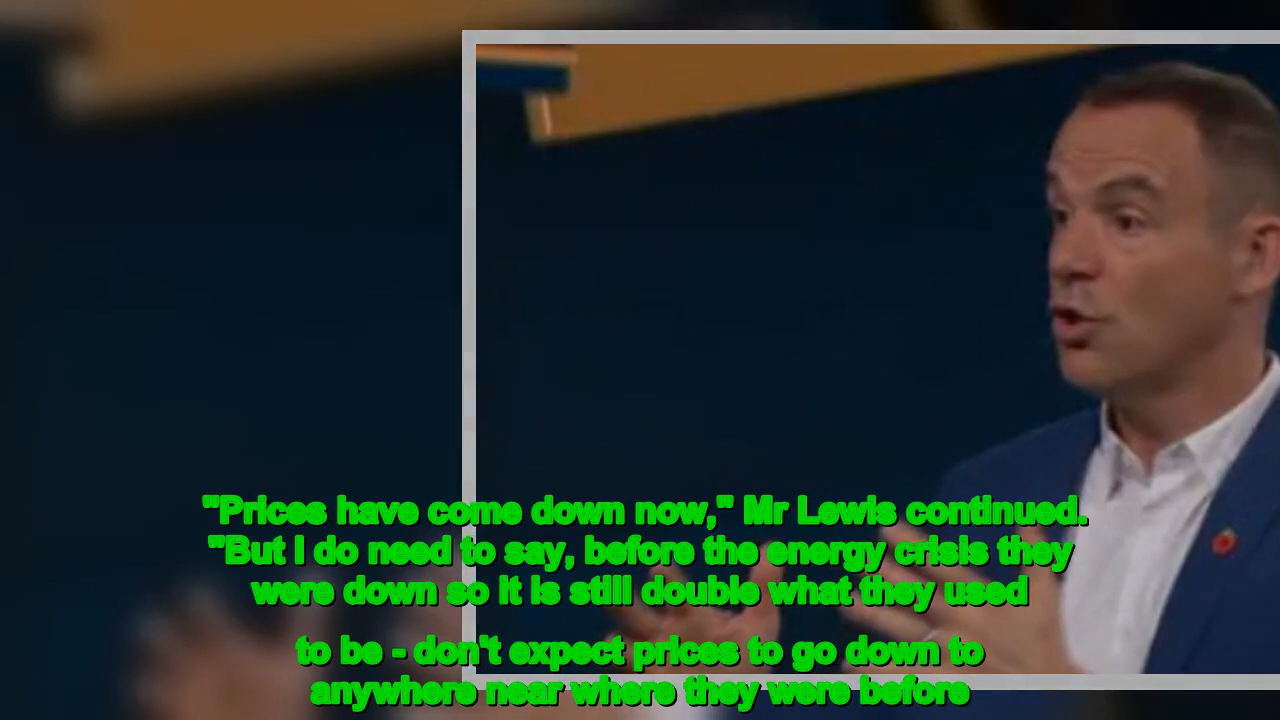 "Prices have come down now," Mr Lewis continued.
"But I do need to say, before the energy crisis they
were down so it is still double what they used
to be - don't expect prices to go down to
anywhere near where they were before